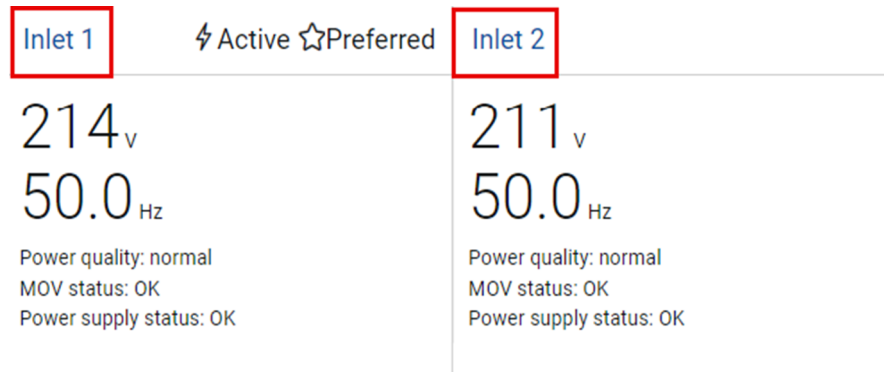 Inlet 1 Active Preferred
214 V
50.0 Hz
Power quality: normal
MOV status: OK
Power supply status: OK
Inlet 2
211 V
50.0 Hz
Power quality: normal
MOV status: OK
Power supply status: OK